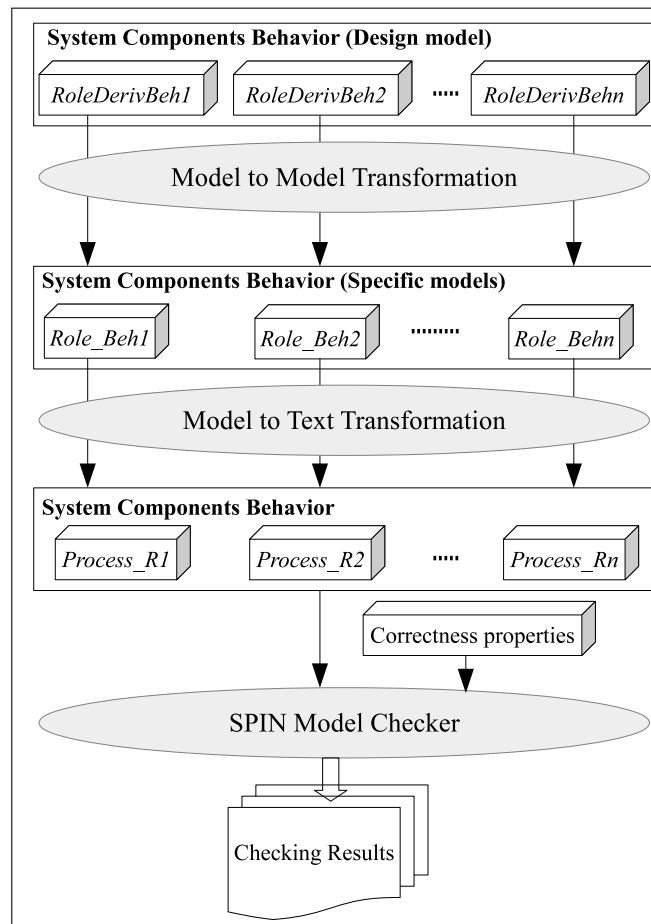 System Components Behavior (Design model)
RoleDerivBeh1 RoleDerivBeh2 ..... RoleDerivBehn
Model to Model Transformation
System Components Behavior (Specific models)
Role_Beh1 Role_Beh2 ......... Role_Behn
Model to Text Transformation
System Components Behavior
Process_R1 Process_R2 ..... Process_Rn
Correctness properties
SPIN Model Checker
Checking Results